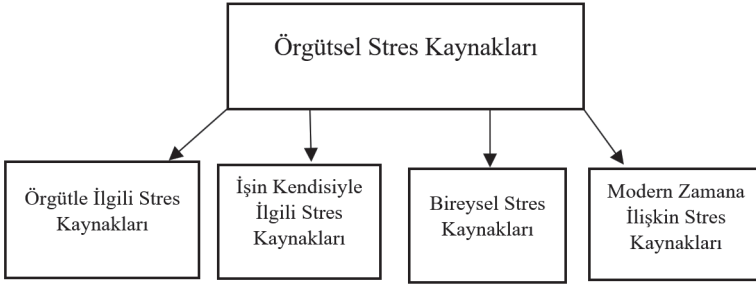 Örgütsel Stres Kaynakları
Örgütle İlgili Stres
Kaynakları
İşin Kendisiyle
İlgili Stres
Kaynakları
Bireysel Stres
Kaynakları
Modern Zamana
İlişkin Stres
Kaynakları